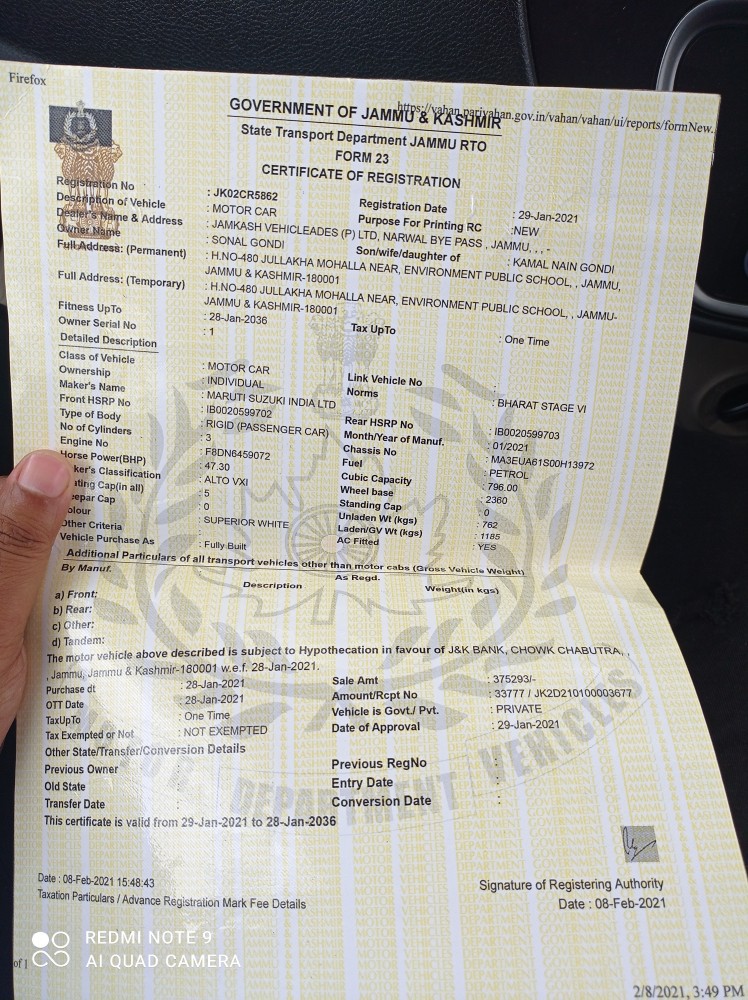 Firefox
https://vahan.parivahan.gov.in/vahan/vahan/ui/reports/formNew.
GOVERNMENT OF JAMMU & KASHMIR
State Transport Department JAMMU RTO
FORM 23
CERTIFICATE OF REGISTRATION
Registration No : JK02CR5862 Registration Date : 29-Jan-2021
Description of Vehicle : MOTOR CAR Purpose For Printing RC :NEW
Dealer's Name & Address : JAMKASH VEHICLEADES (P) LTD, NARWAL BYE PASS , JAMMU, , , -
Owner Name : SONAL GONDI Son/wife/daughter of : KAMAL NAIN GONDI
Full Address: (Permanent) : H.NO-480 JULLAKHA MOHALLA NEAR, ENVIRONMENT PUBLIC SCHOOL, , JAMMU,
JAMMU & KASHMIR-180001
Full Address: (Temporary) : H.NO-480 JULLAKHA MOHALLA NEAR, ENVIRONMENT PUBLIC SCHOOL, , JAMMU-
JAMMU & KASHMIR-180001
Fitness UpTo : 28-Jan-2036 Tax UpTo : One Time
Owner Serial No : 1
Detailed Description
Class of Vehicle : MOTOR CAR Link Vehicle No :
Ownership : INDIVIDUAL Norms : BHARAT STAGE VI
Maker's Name : MARUTI SUZUKI INDIA LTD
Front HSRP No : IB0020599702 Rear HSRP No : IB0020599703
Type of Body : RIGID (PASSENGER CAR) Month/Year of Manuf. : 01/2021
No of Cylinders : 3 Chassis No : MA3EUA61S00H13972
Engine No : F8DN6459072 Fuel : PETROL
Horse Power(BHP) : 47.30 Cubic Capacity : 796.00
ker's Classification : ALTO VXI Wheel base : 2360
ating Cap(in all) : 5 Standing Cap : 0
eepar Cap : 0 Unladen Wt (kgs) : 762
olour : SUPERIOR WHITE Laden/GV Wt (kgs) : 1185
Other Criteria AC Fitted : YES
Vehicle Purchase As : Fully Built
Additional Particulars of all transport vehicles other than motor cabs (Gross Vehicle Weight)
By Manuf. As Regd.
Description Weight(in kgs)
a) Front:
b) Rear:
c) Other:
d) Tandem:
The motor vehicle above described is subject to Hypothecation in favour of J&K BANK, CHOWK CHABUTRA, ,
, Jammu, Jammu & Kashmir-180001 w.e.f. 28-Jan-2021.
Purchase dt : 28-Jan-2021 Sale Amt : 375293/-
OTT Date : 28-Jan-2021 Amount/Rcpt No : 33777 / JK2D210100003677
TaxUpTo : One Time Vehicle is Govt./ Pvt. : PRIVATE
Tax Exempted or Not : NOT EXEMPTED Date of Approval : 29-Jan-2021
Other State/Transfer/Conversion Details
Previous Owner : Previous RegNo :
Old State : Entry Date :
Transfer Date : Conversion Date :
This certificate is valid from 29-Jan-2021 to 28-Jan-2036
MOTOR VEHICLES DEPARTMENT
Date : 08-Feb-2021 15:48:43
Taxation Particulars / Advance Registration Mark Fee Details
Signature of Registering Authority
Date : 08-Feb-2021
REDMI NOTE 9
AI QUAD CAMERA
of 1
2/8/2021, 3:49 PM